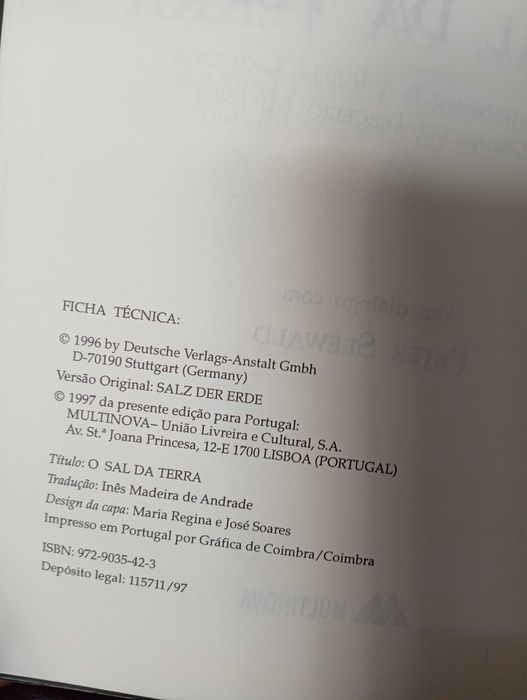 FICHA TÉCNICA:
© 1996 by Deutsche Verlags-Anstalt Gmbh
D-70190 Stuttgart (Germany)
Versão Original: SALZ DER ERDE
© 1997 da presente edição para Portugal:
MULTINOVA– União Livreira e Cultural, S.A.
Av. St.ª Joana Princesa, 12-E 1700 LISBOA (PORTUGAL)
Título: O SAL DA TERRA
Tradução: Inês Madeira de Andrade
Design da capa: Maria Regina e José Soares
Impresso em Portugal por Gráfica de Coimbra/Coimbra
ISBN: 972-9035-42-3
Depósito legal: 115711/97